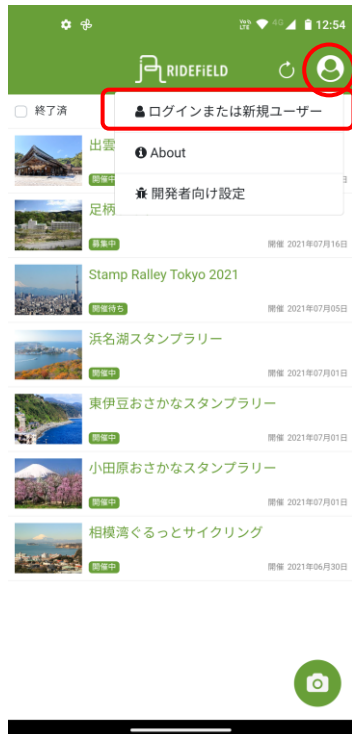 Vo5 LTE 4G 12:54
RIDEFiELD
終了済
ログインまたは新規ユーザー
About
開発者向け設定
出雲
開催中
日
足柄
募集中
開催 2021年07月16日
Stamp Ralley Tokyo 2021
開催待ち
開催 2021年07月05日
浜名湖スタンプラリー
開催中
開催 2021年07月01日
東伊豆おさかなスタンプラリー
開催中
開催 2021年07月01日
小田原おさかなスタンプラリー
開催中
開催 2021年07月01日
相模湾ぐるっとサイクリング
開催中
開催 2021年06月30日